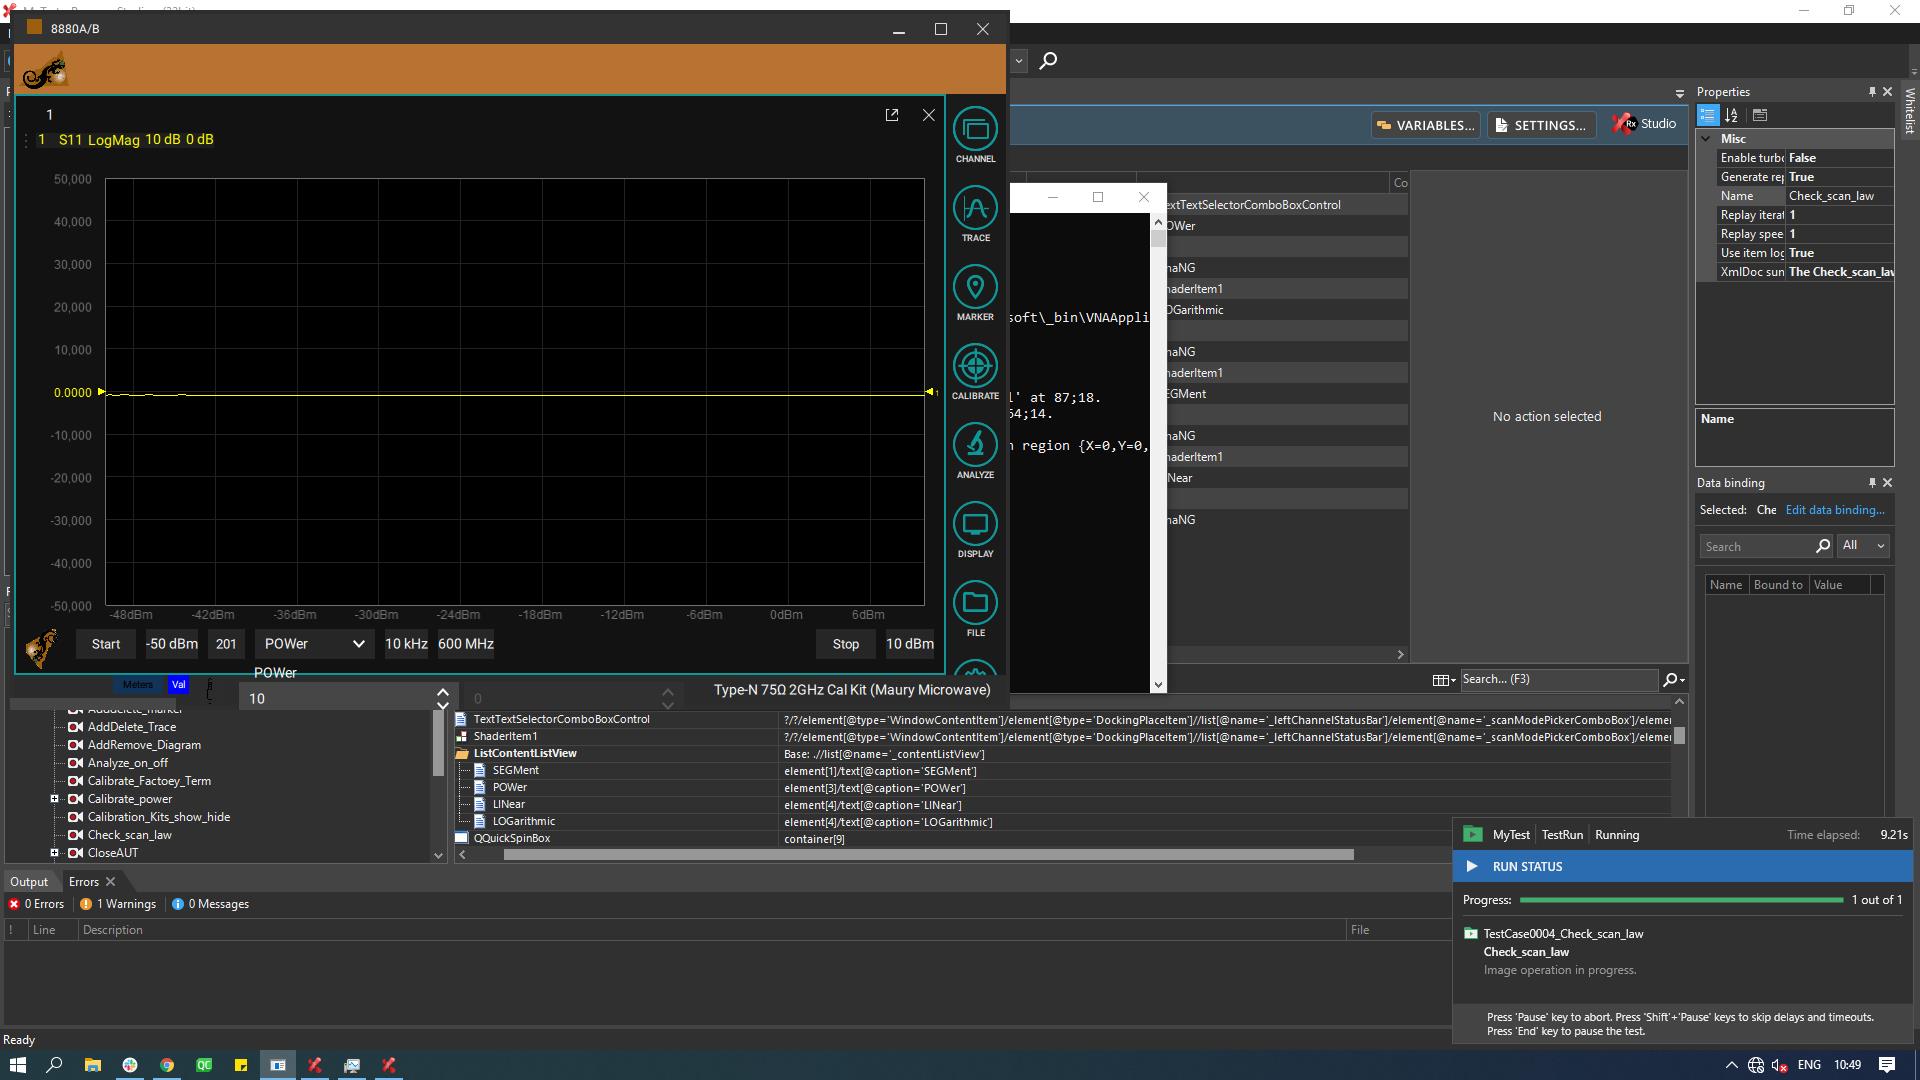 8880A/B
1
1 S11 LogMag 10 dB 0 dB
50,000
40,000
30,000
20,000
10,000
0.0000
-10,000
-20,000
-30,000
-40,000
-50,000
-48dBm -42dBm -36dBm -30dBm -24dBm -18dBm -12dBm -6dBm 0dBm 6dBm
1
Start -50 dBm 201 POWer 10 kHz 600 MHz Stop 10 dBm
POWer
10
0
Type-N 75Ω 2GHz Cal Kit (Maury Microwave)
Meters Val
CHANNEL
TRACE
MARKER
CALIBRATE
ANALYZE
DISPLAY
FILE
VARIABLES...
SETTINGS...
Rx Studio
soft\_bin\VNAAppli
l' at 87;18.
64;14.
n region {X=0,Y=0,
Co
extTextSelectorComboBoxControl
OWer
naNG
haderItem1
OGarithmic
naNG
haderItem1
EGMent
naNG
haderItem1
Near
naNG
No action selected
Properties
Whitelist
Misc
Enable turbo False
Generate rep True
Name Check_scan_law
Replay iterat 1
Replay spee 1
Use item log True
XmlDoc sum The Check_scan_law
Name
Data binding
Selected: Che Edit data binding...
Search All
Name Bound to Value
Search... (F3)
AddDelete_marker
AddDelete_Trace
AddRemove_Diagram
Analyze_on_off
Calibrate_Factoey_Term
Calibrate_power
Calibration_Kits_show_hide
Check_scan_law
CloseAUT
TextTextSelectorComboBoxControl ?/?/element[@type='WindowContentItem']/element[@type='DockingPlaceItem']//list[@name='_leftChannelStatusBar']/element[@name='_scanModePickerComboBox']/eleme
ShaderItem1 ?/?/element[@type='WindowContentItem']/element[@type='DockingPlaceItem']//list[@name='_leftChannelStatusBar']/element[@name='_scanModePickerComboBox']/eleme
ListContentListView Base: .//list[@name='_contentListView']
SEGMent element[1]/text[@caption='SEGMent']
POWer element[3]/text[@caption='POWer']
LINear element[4]/text[@caption='LINear']
LOGarithmic element[4]/text[@caption='LOGarithmic']
QQuickSpinBox container[9]
Output Errors
0 Errors 1 Warnings 0 Messages
! Line Description File
MyTest TestRun Running Time elapsed: 9.21s
RUN STATUS
Progress: 1 out of 1
TestCase0004_Check_scan_law
Check_scan_law
Image operation in progress.
Press 'Pause' key to abort. Press 'Shift'+'Pause' keys to skip delays and timeouts.
Press 'End' key to pause the test.
Ready
QC
ENG 10:49